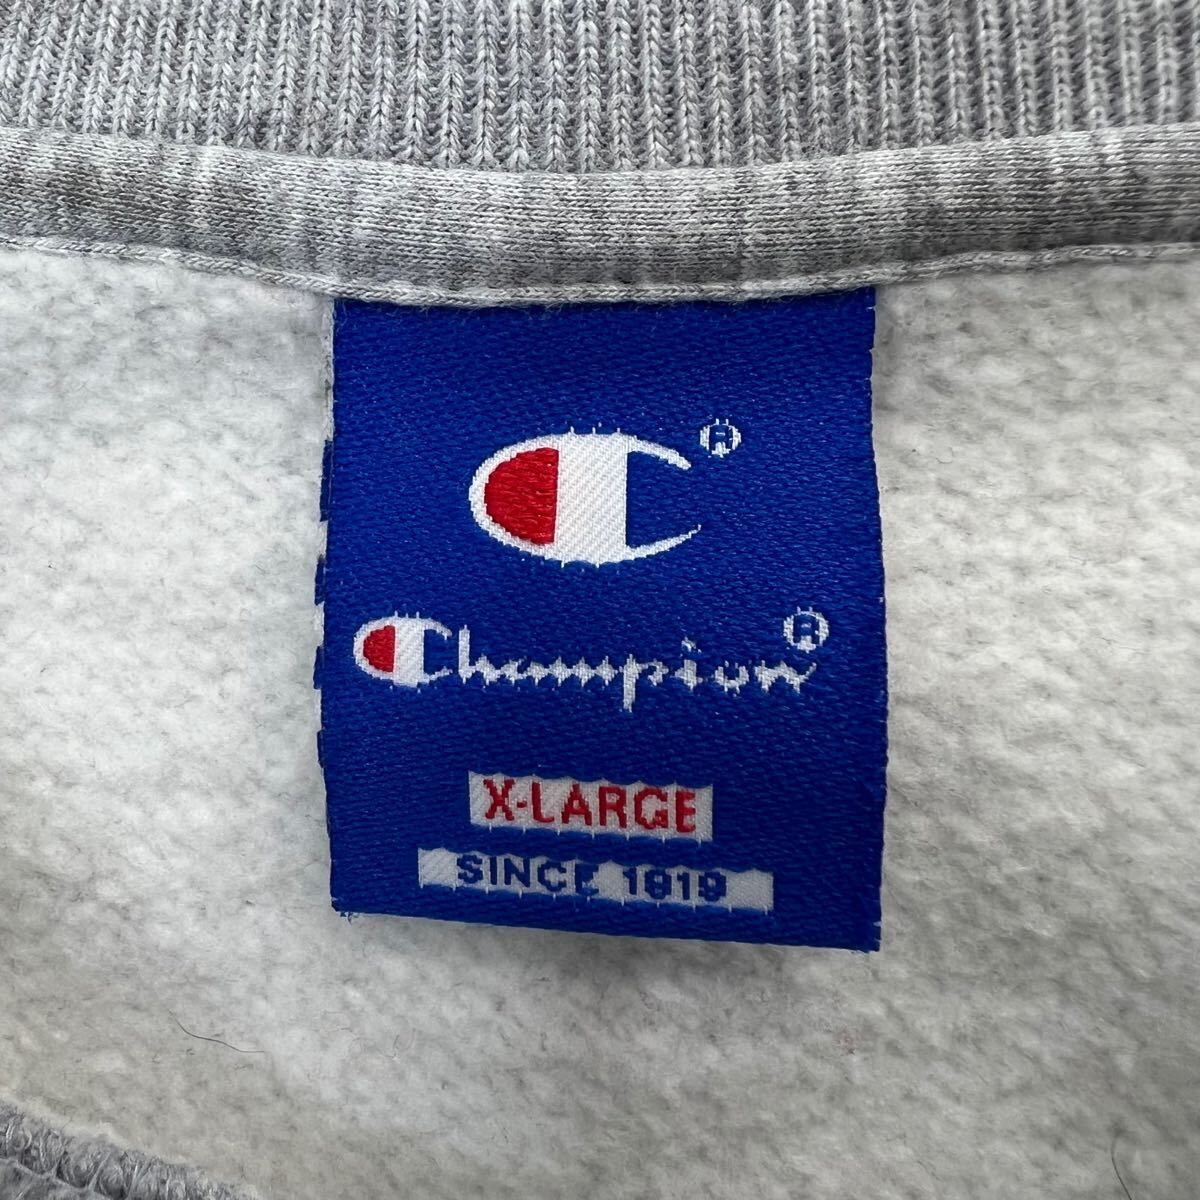 C®
Champion®
X-LARGE
SINCE 1919